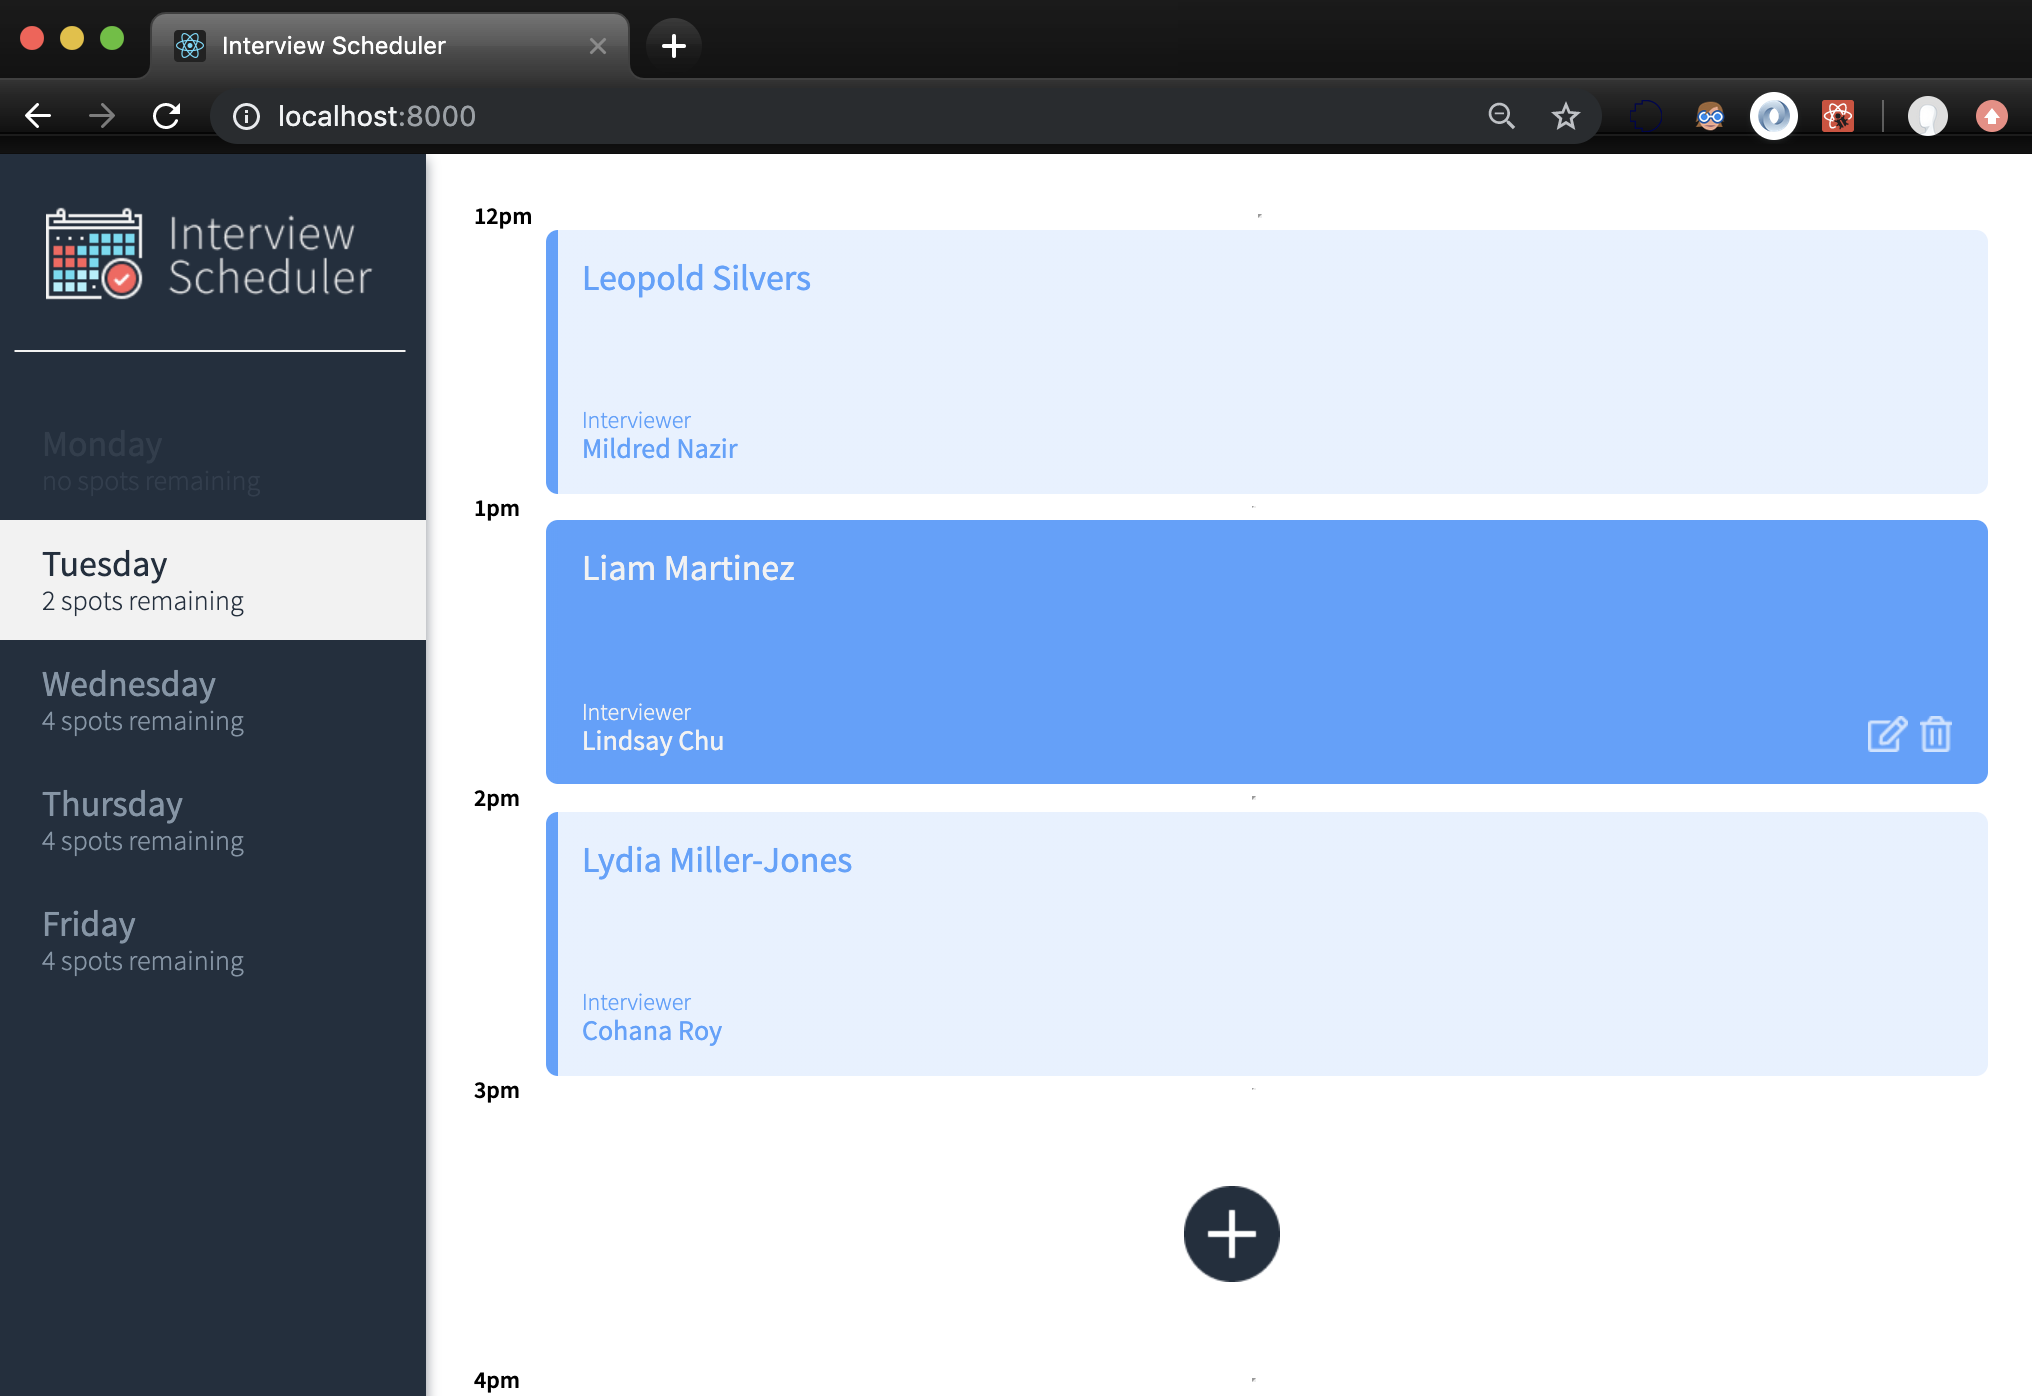 Interview Scheduler
localhost:8000
Interview
Scheduler
Monday
no spots remaining
Tuesday
2 spots remaining
Wednesday
4 spots remaining
Thursday
4 spots remaining
Friday
4 spots remaining
12pm
Leopold Silvers
Interviewer
Mildred Nazir
1pm
Liam Martinez
Interviewer
Lindsay Chu
2pm
Lydia Miller-Jones
Interviewer
Cohana Roy
3pm
4pm